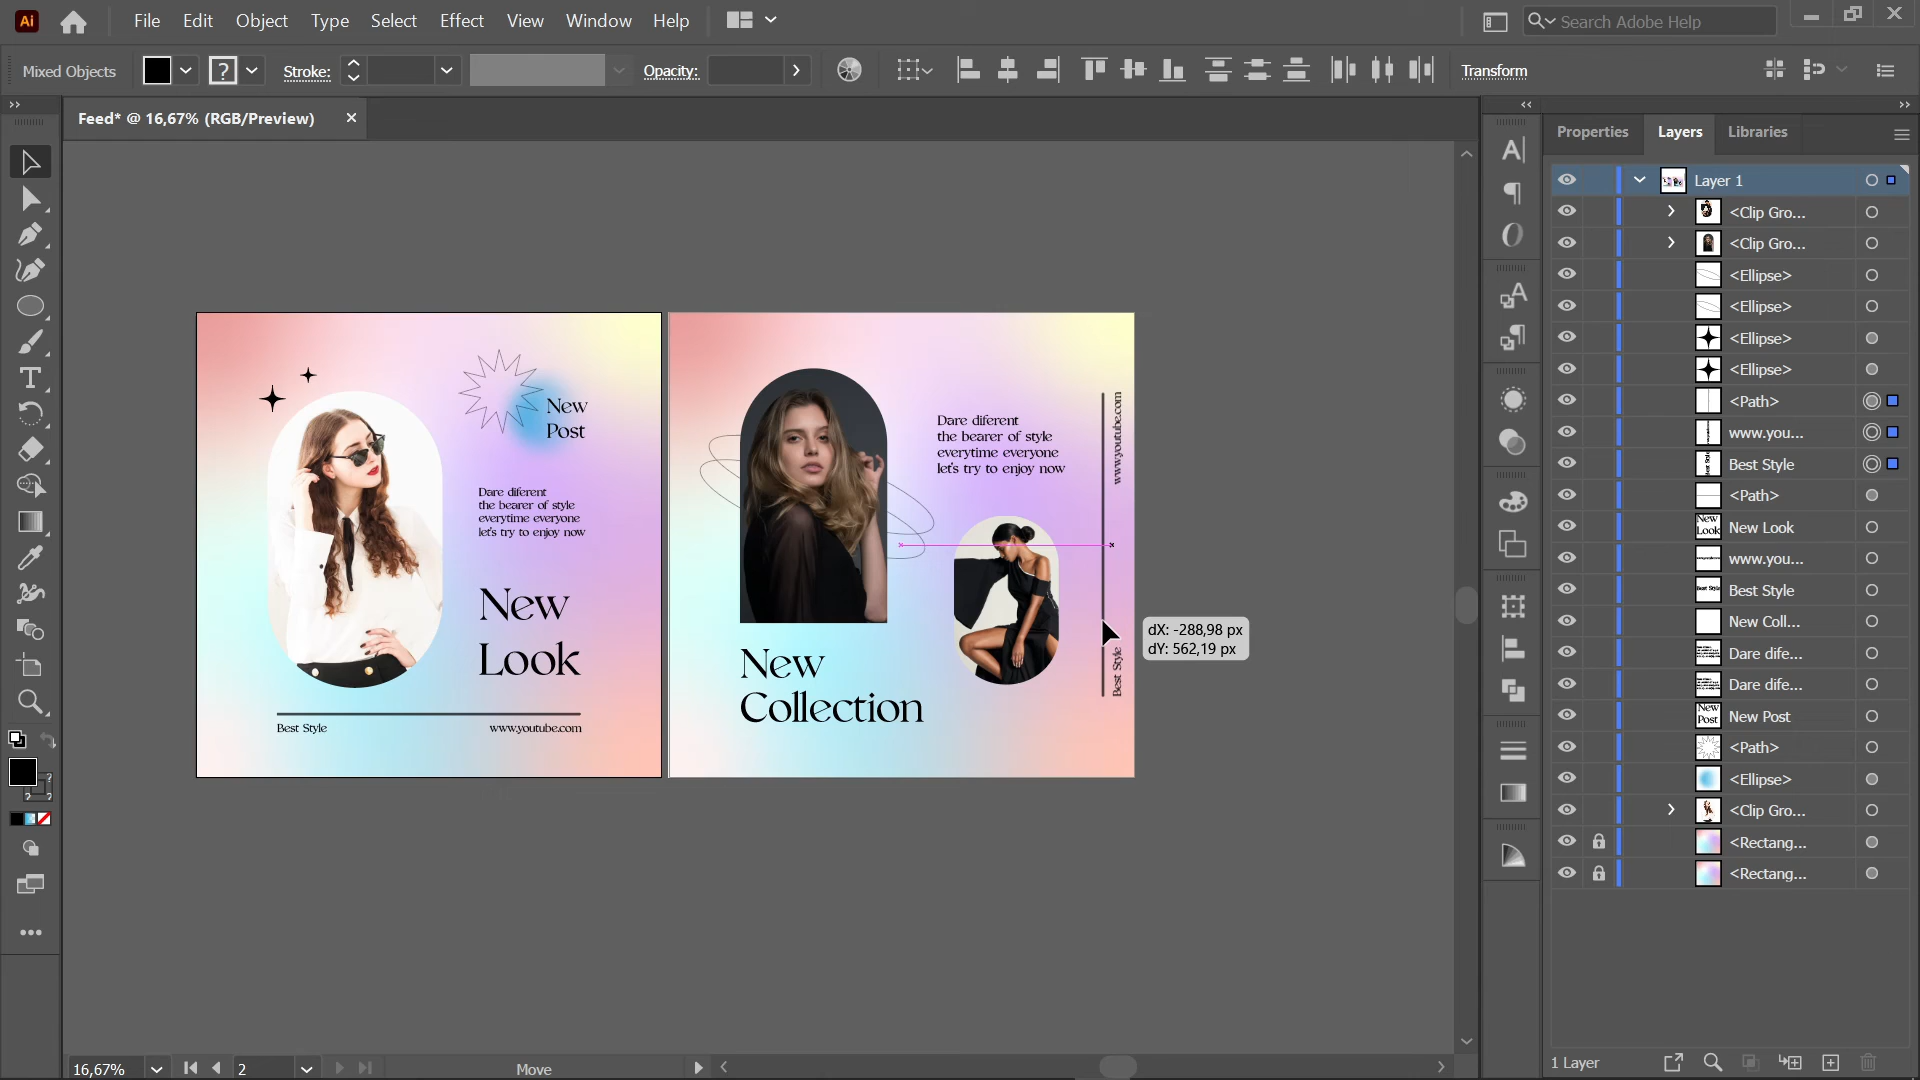 Ai
File Edit Object Type Select Effect View Window Help
Search Adobe Help
Mixed Objects
?
Stroke:
Opacity:
Transform
Feed* @ 16,67% (RGB/Preview)
Properties Layers Libraries
Layer 1
<Clip Gro...
<Clip Gro...
<Ellipse>
<Ellipse>
<Ellipse>
<Ellipse>
<Path>
www.you...
Best Style
<Path>
New Look
www.you...
Best Style
New Coll...
Dare dife...
Dare dife...
New Post
<Path>
<Ellipse>
<Clip Gro...
<Rectang...
<Rectang...
1 Layer
New
Post
Dare diferent
the bearer of style
everytime everyone
let's try to enjoy now
New
Look
Best Style
www.youtube.com
Dare diferent
the bearer of style
everytime everyone
let's try to enjoy now
www.youtube.com
Best Style
New
Collection
dX: -288,98 px
dY: 562,19 px
16,67%
2
Move